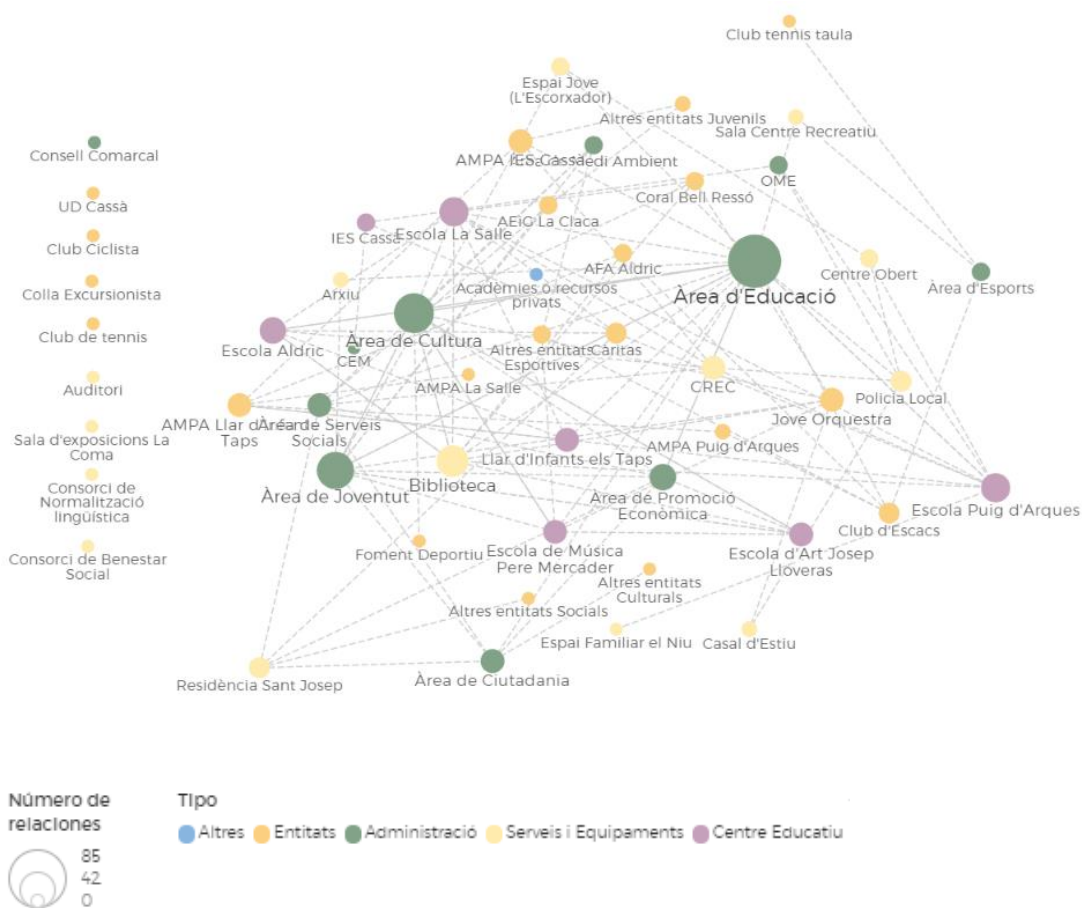 Club tennis taula
Espai Jove
(L'Escorxador)
Altres entitats Juvenils
Sala Centre Recreatiu
Consell Comarcal
AMPA IES Cassà
Medi Ambient
OME
Coral Bell Ressó
UD Cassà
AEiG La Claca
IES Cassà
Escola La Salle
Club Ciclista
AFA Aldric
Centre Obert
Colla Excursionista
Arxiu
Acadèmies o recursos
privats
Àrea d'Educació
Àrea d'Esports
Club de tennis
Escola Aldric
Àrea de Cultura
CEM
Altres entitats
Esportives
Càritas
Auditori
AMPA La Salle
CREC
Policia Local
Sala d'exposicions La
Coma
AMPA Llar d'Infants
Taps
Àrea de Serveis
Socials
Jove Orquestra
AMPA Puig d'Arques
Llar d'Infants els Taps
Consorci de
Normalització
lingüística
Àrea de Joventut
Biblioteca
Àrea de Promoció
Econòmica
Escola Puig d'Arques
Club d'Escacs
Consorci de Benestar
Social
Foment Deportiu
Escola de Música
Pere Mercader
Escola d'Art Josep
Lloveras
Altres entitats
Culturals
Altres entitats Socials
Espai Familiar el Niu
Casal d'Estiu
Residència Sant Josep
Àrea de Ciutadania
Número de
relaciones
85
42
0
Tipo
Altres
Entitats
Administració
Serveis i Equipaments
Centre Educatiu